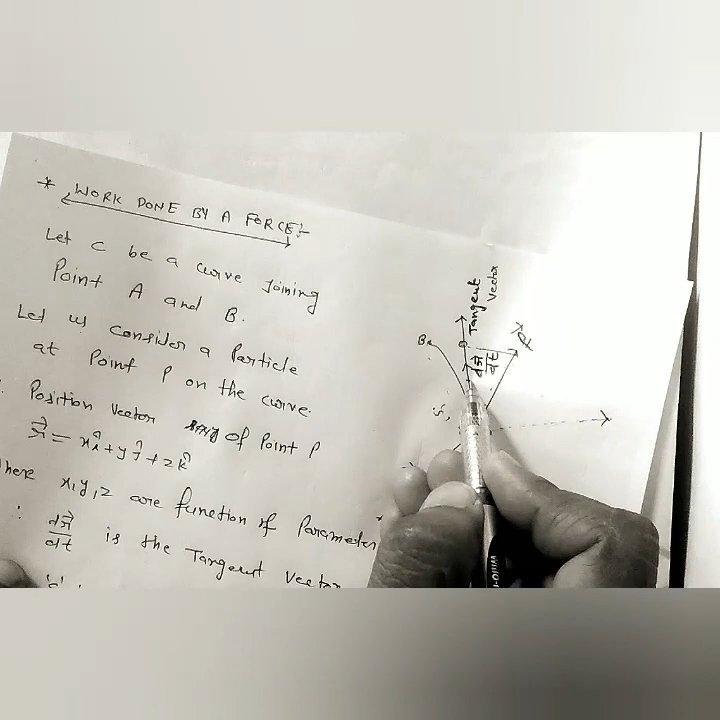 * WORK DONE BY A FORCE:-
Let C be a curve joining
Point A and B.
Let us consider a Particle
at Point P on the curve.
Position Vector of Point P
r⃗ = xî + yĵ + zk̂
here x,y,z are function of Parameter
∴ dr⃗/dt is the Tangent Vector
Tangent
Vector
B
dr⃗/dt